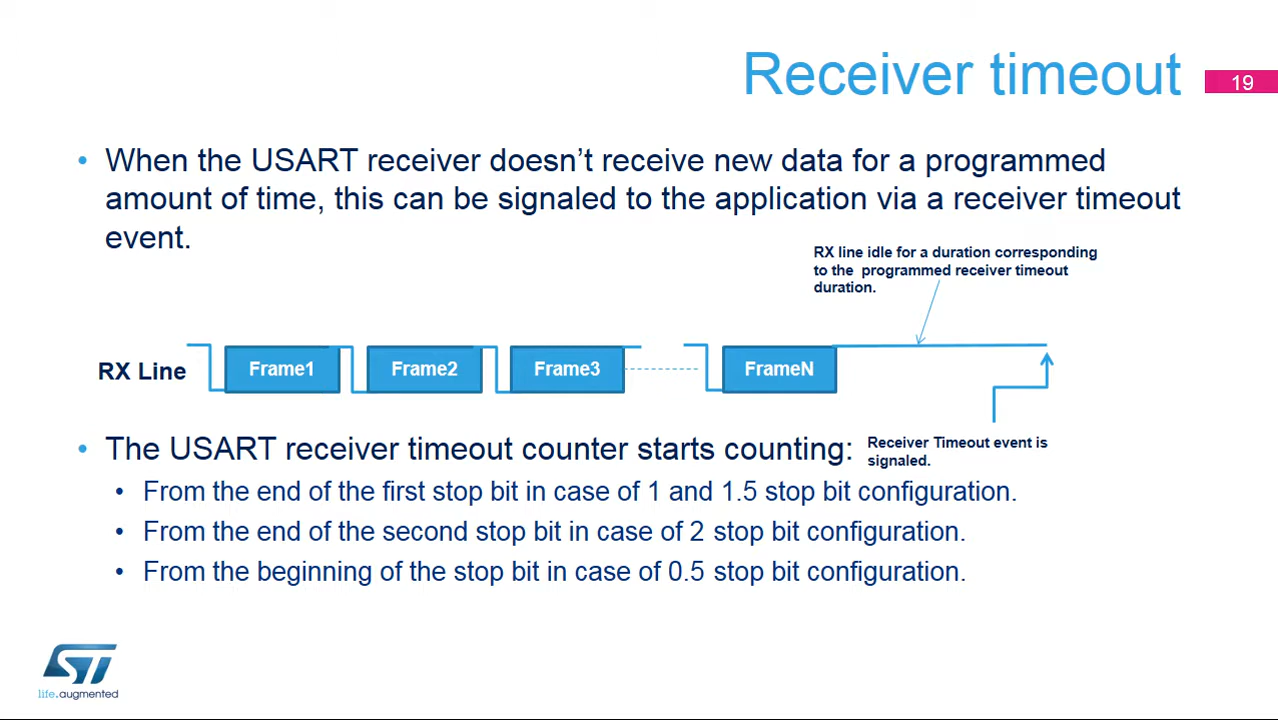 Receiver timeout
19
• When the USART receiver doesn’t receive new data for a programmed
amount of time, this can be signaled to the application via a receiver timeout
event.
RX line idle for a duration corresponding
to the programmed receiver timeout
duration.
RX Line
Frame1
Frame2
Frame3
FrameN
• The USART receiver timeout counter starts counting:
Receiver Timeout event is
signaled.
• From the end of the first stop bit in case of 1 and 1.5 stop bit configuration.
• From the end of the second stop bit in case of 2 stop bit configuration.
• From the beginning of the stop bit in case of 0.5 stop bit configuration.
ST
life.augmented